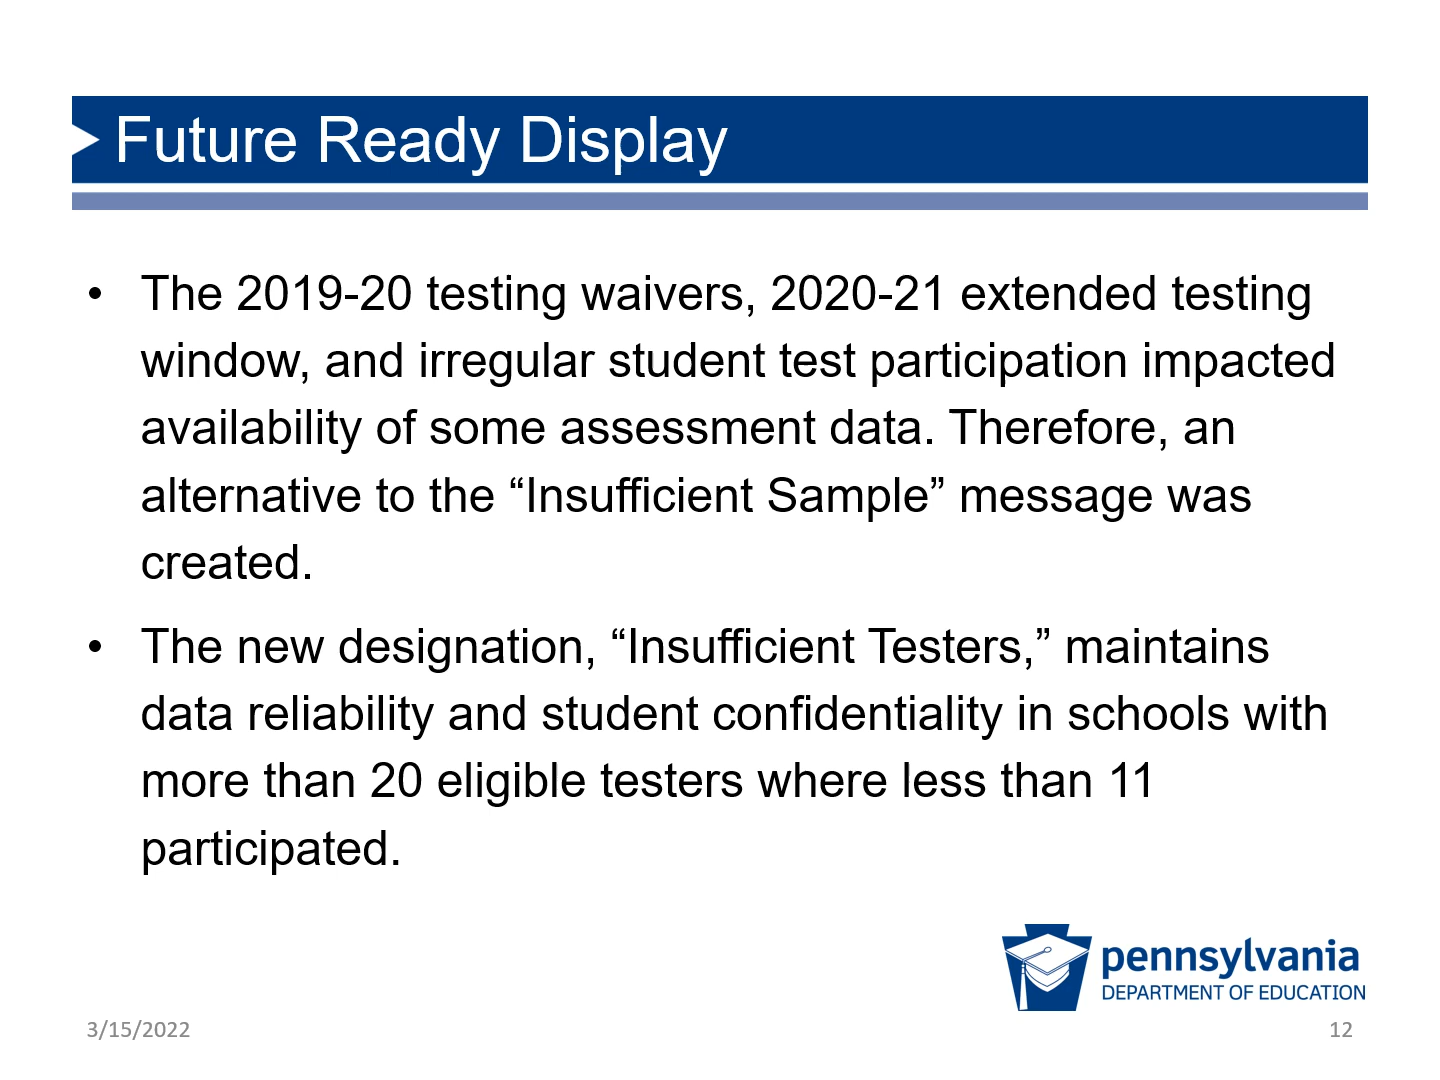 Future Ready Display
• The 2019-20 testing waivers, 2020-21 extended testing
window, and irregular student test participation impacted
availability of some assessment data. Therefore, an
alternative to the “Insufficient Sample” message was
created.
• The new designation, “Insufficient Testers,” maintains
data reliability and student confidentiality in schools with
more than 20 eligible testers where less than 11
participated.
pennsylvania
DEPARTMENT OF EDUCATION
3/15/2022
12